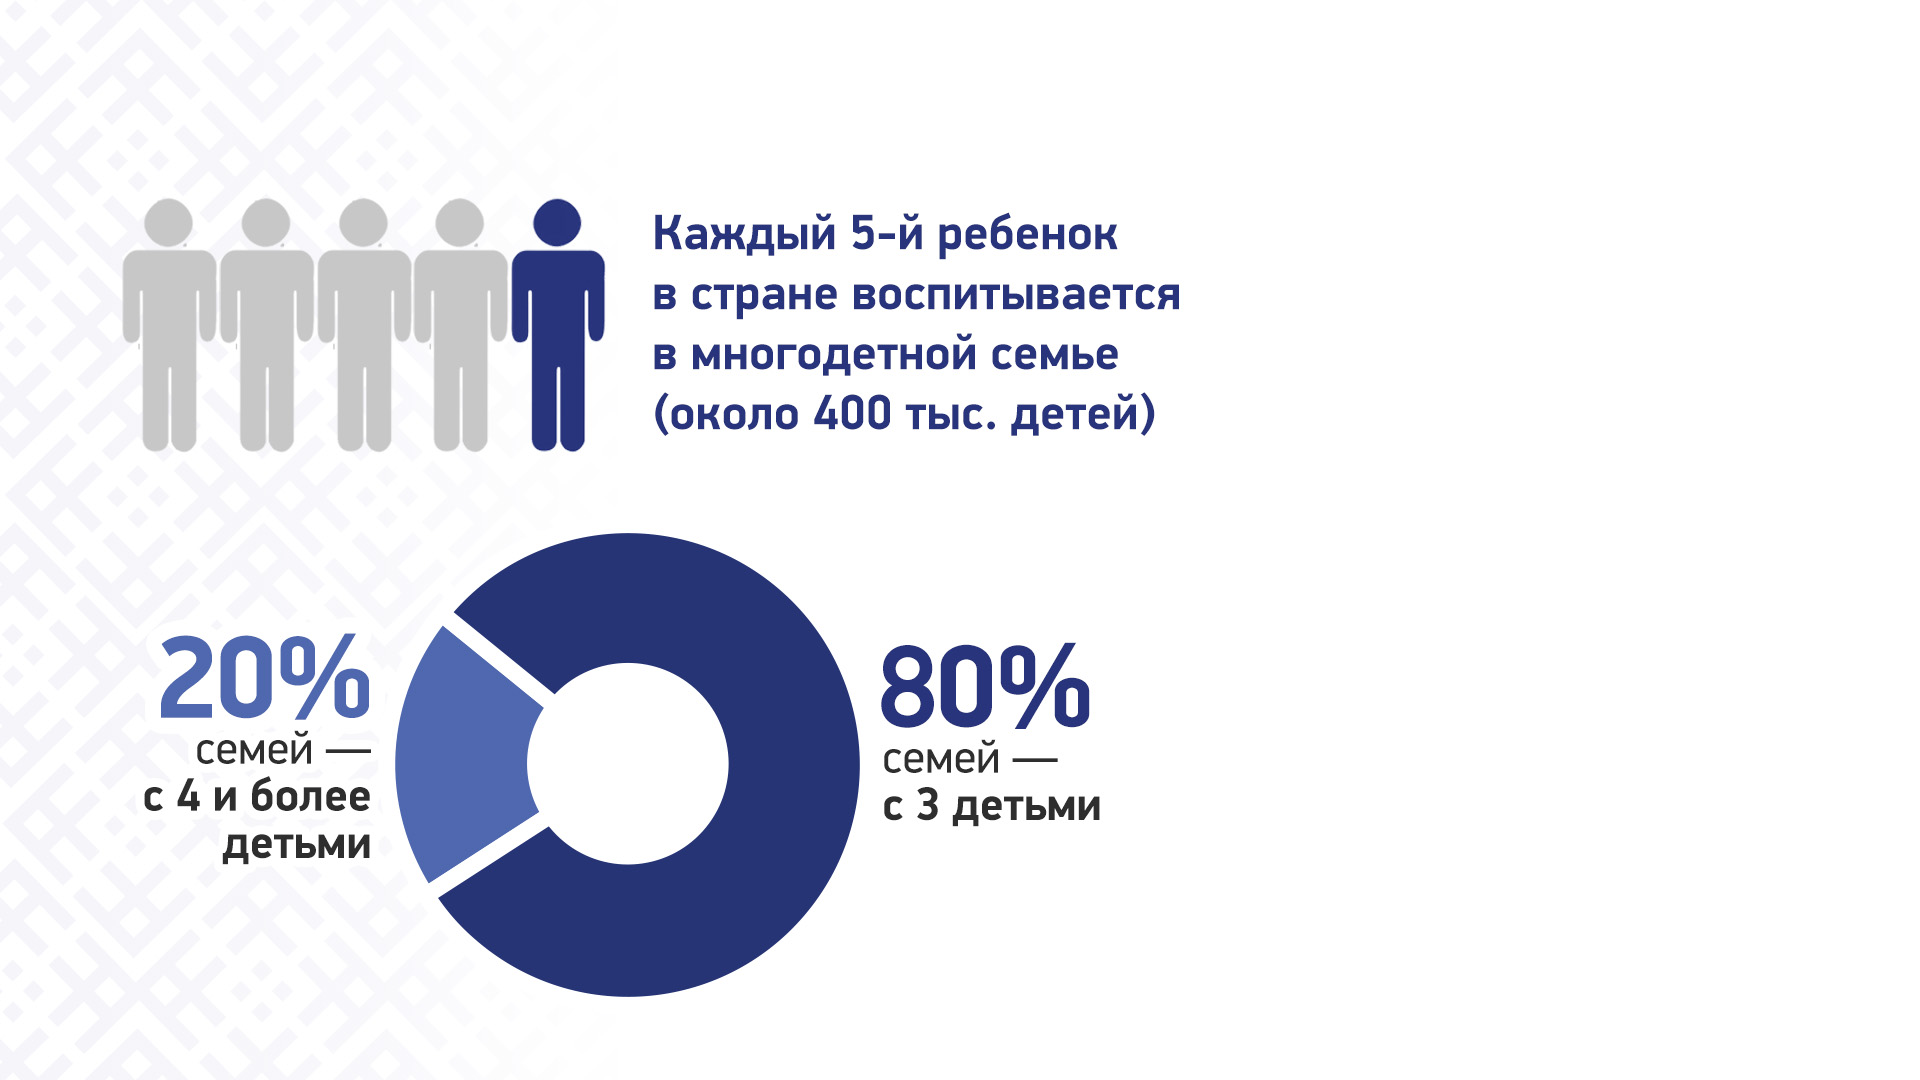 Каждый 5-й ребенок
в стране воспитывается
в многодетной семье
(около 400 тыс. детей)
20%
семей —
с 4 и более
детьми
80%
семей —
с 3 детьми